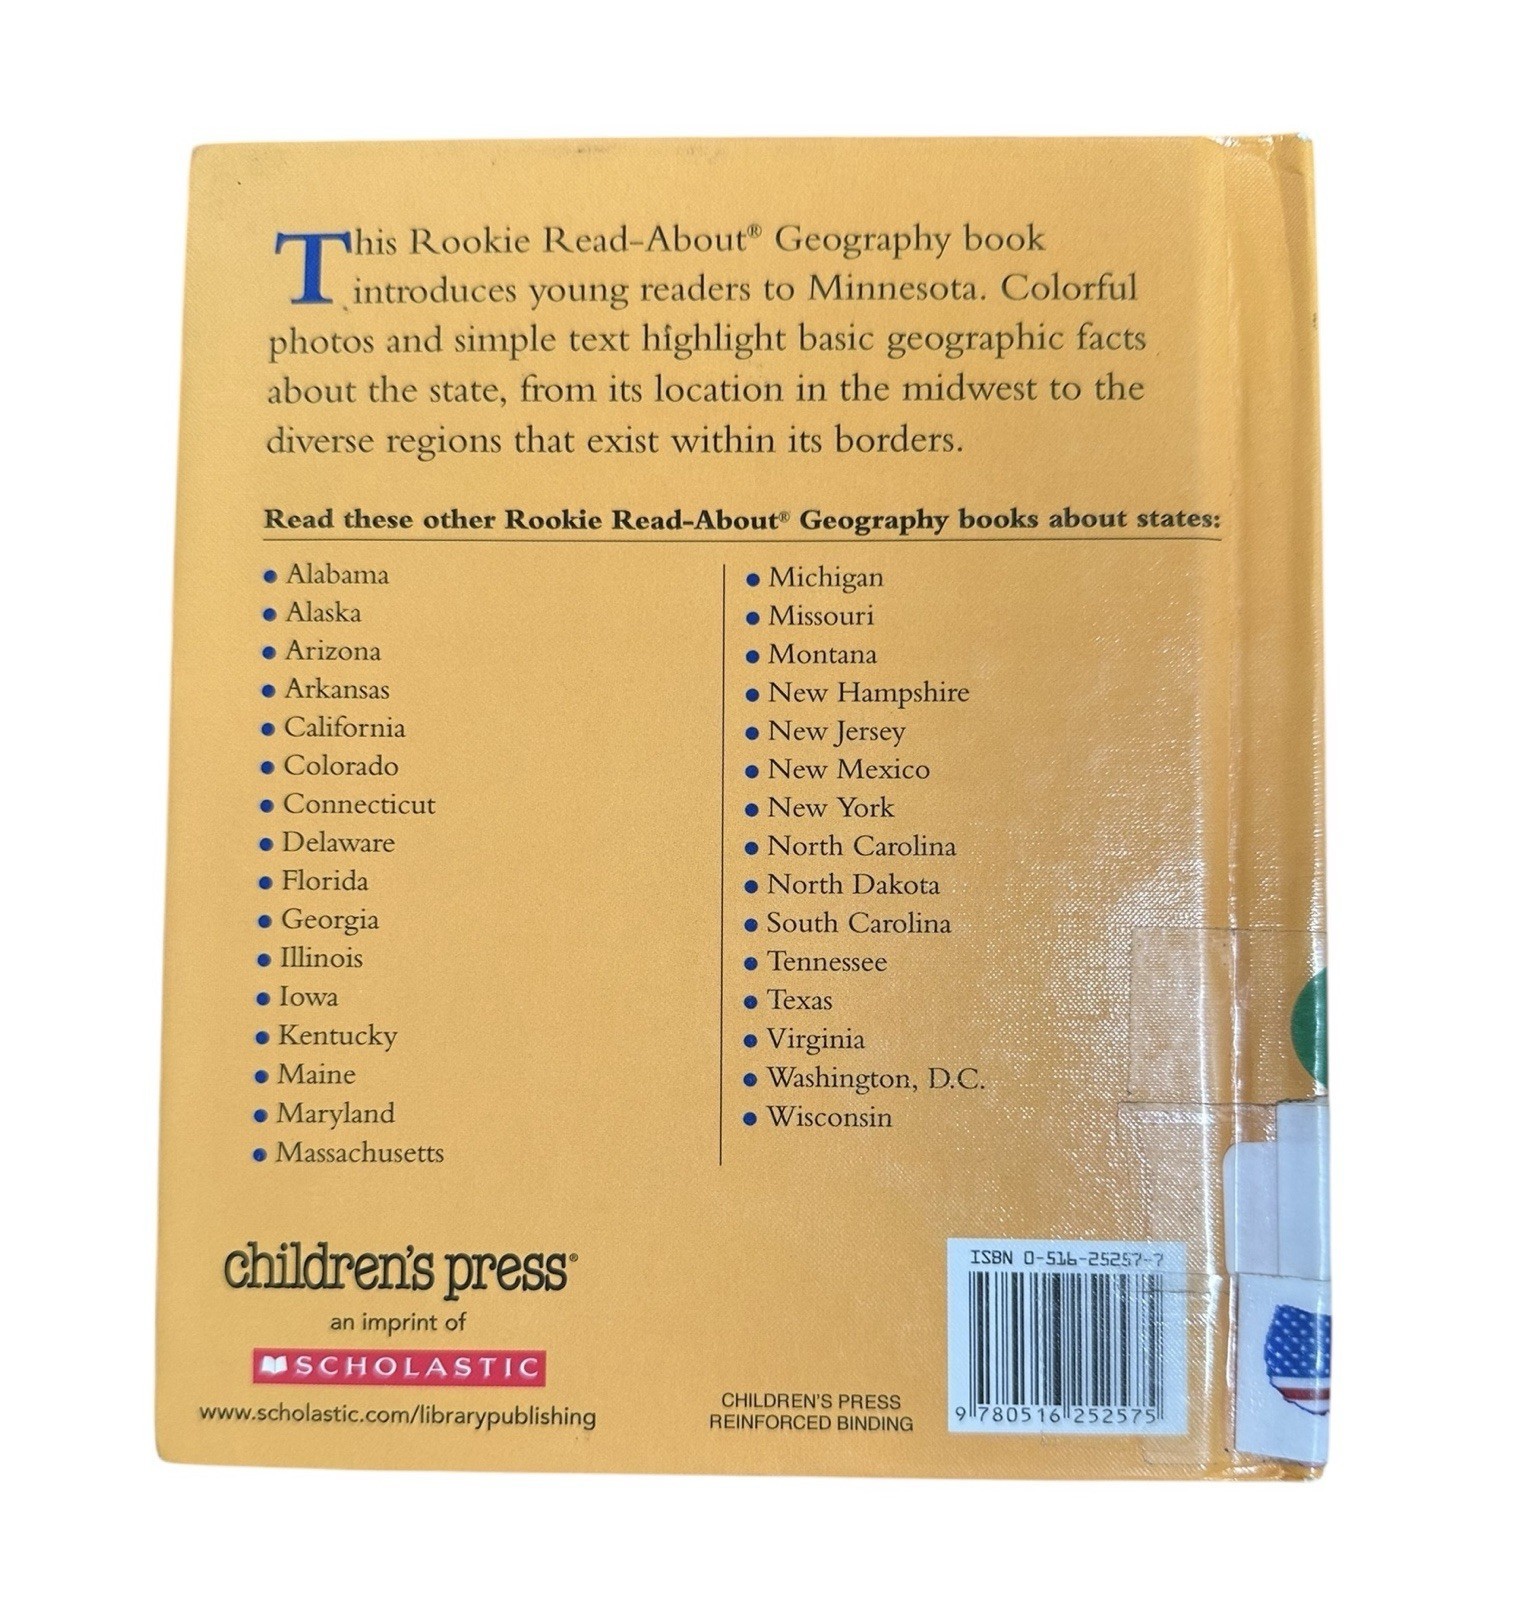 This Rookie Read-About® Geography book
introduces young readers to Minnesota. Colorful
photos and simple text highlight basic geographic facts
about the state, from its location in the midwest to the
diverse regions that exist within its borders.
Read these other Rookie Read-About® Geography books about states:
• Alabama
• Alaska
• Arizona
• Arkansas
• California
• Colorado
• Connecticut
• Delaware
• Florida
• Georgia
• Illinois
• Iowa
• Kentucky
• Maine
• Maryland
• Massachusetts
• Michigan
• Missouri
• Montana
• New Hampshire
• New Jersey
• New Mexico
• New York
• North Carolina
• North Dakota
• South Carolina
• Tennessee
• Texas
• Virginia
• Washington, D.C.
• Wisconsin
children's press®
an imprint of
SCHOLASTIC
www.scholastic.com/librarypublishing
CHILDREN'S PRESS
REINFORCED BINDING
ISBN 0-516-25257-7
9 780516 252575